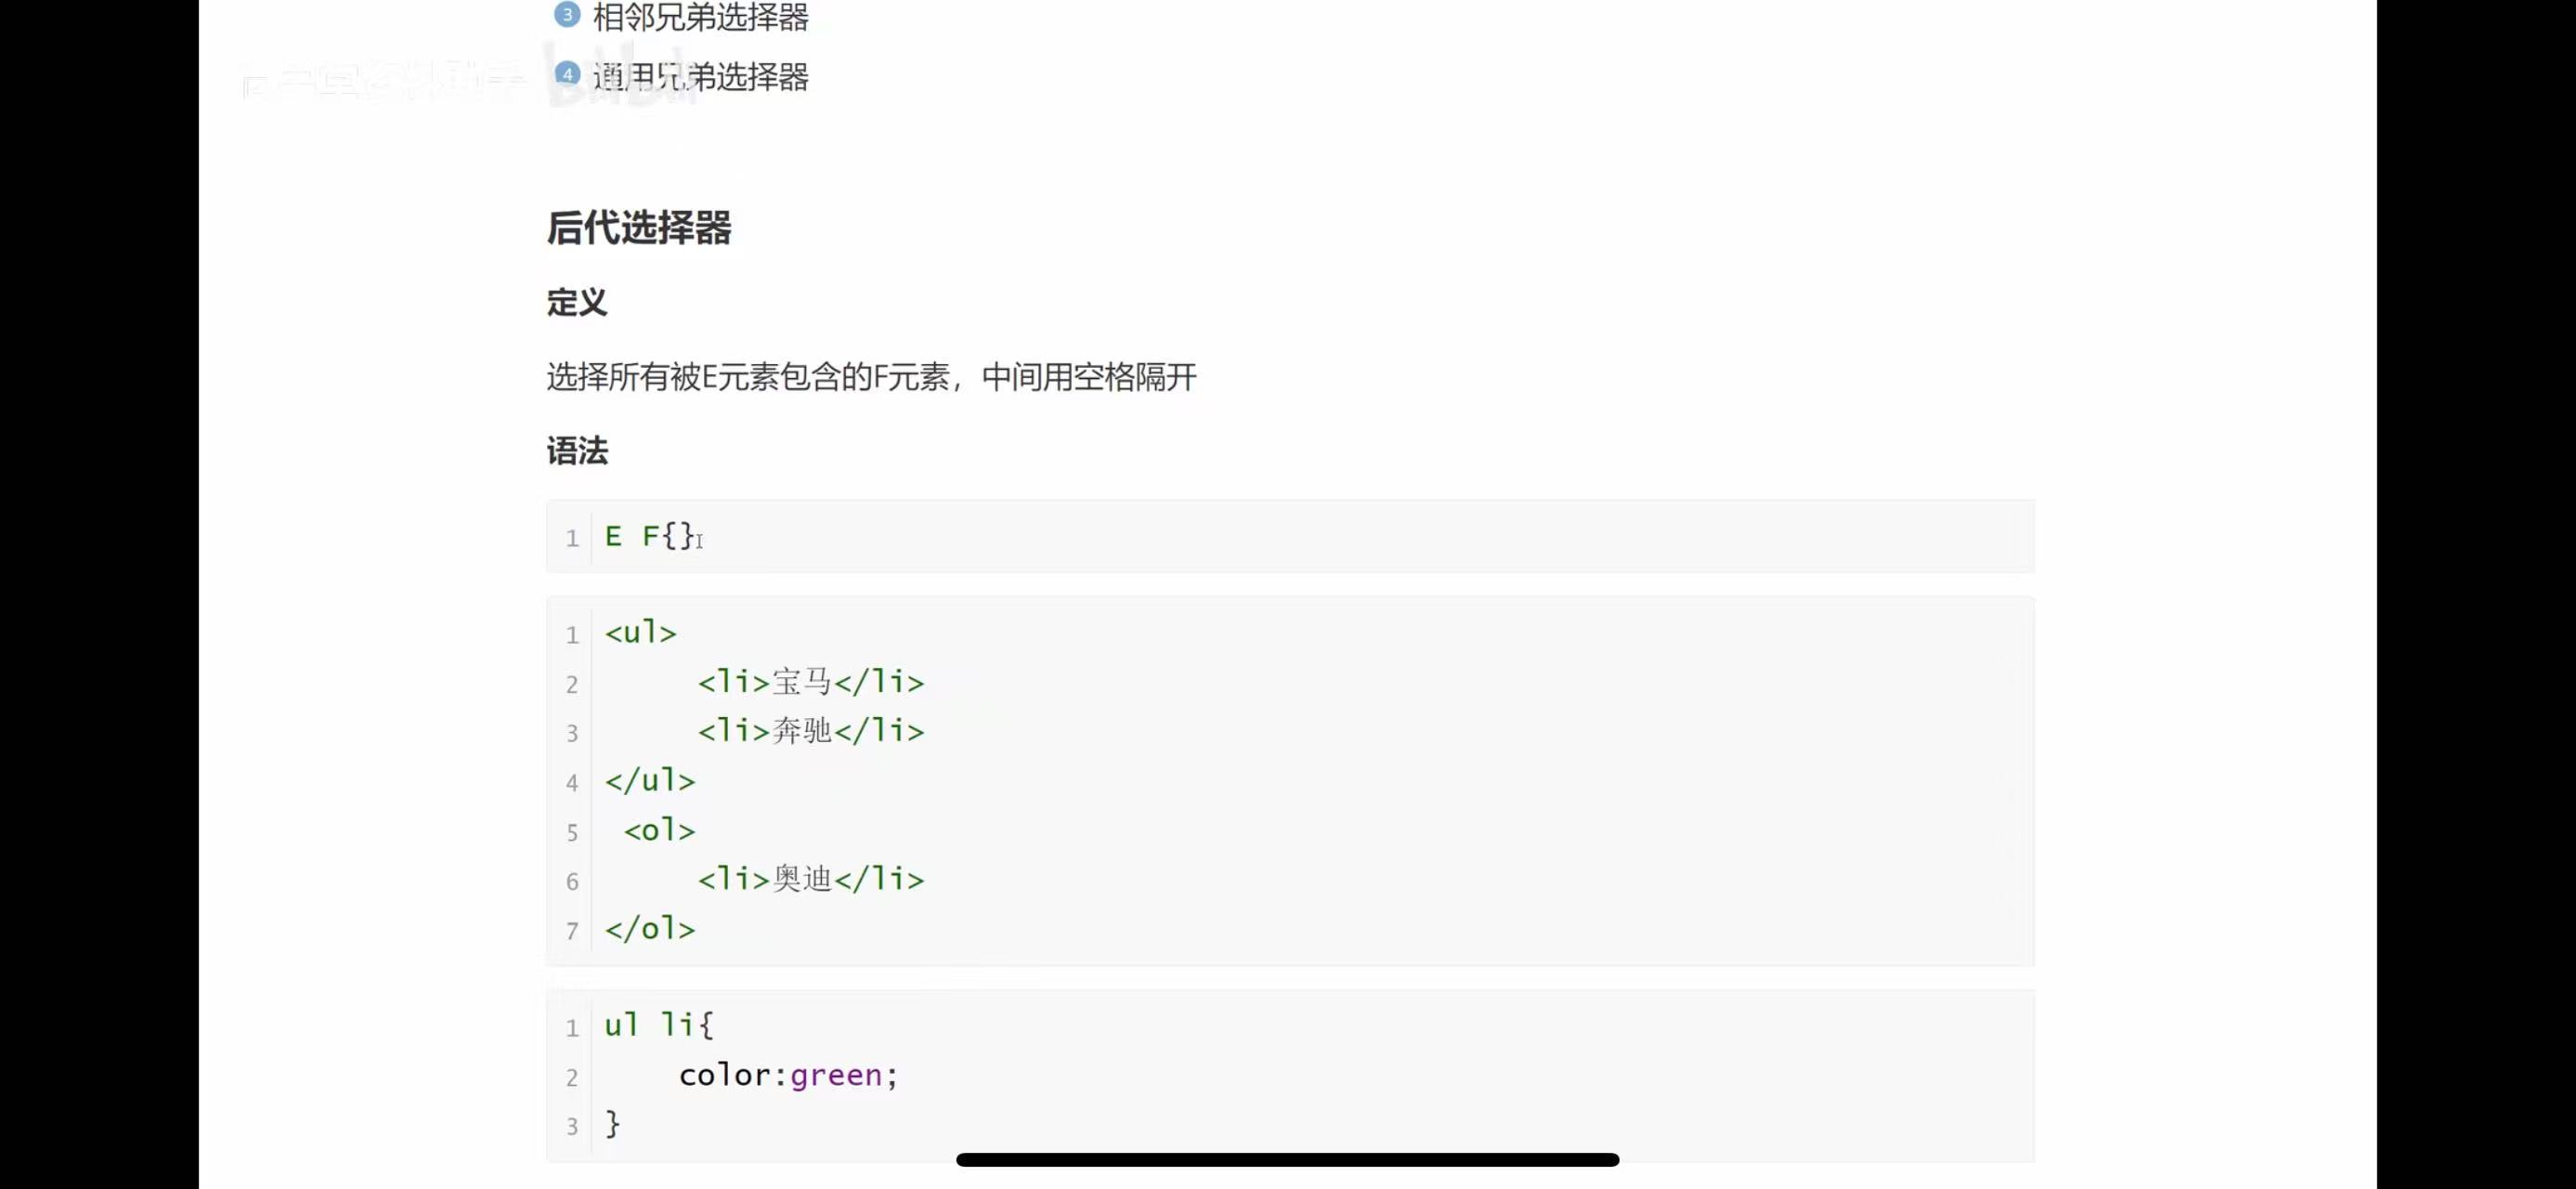 3 相邻兄弟选择器
4 通用兄弟选择器
bilibili
后代选择器
定义
选择所有被E元素包含的F元素，中间用空格隔开
语法
1 E F{}
1 <ul>
2 <li>宝马</li>
3 <li>奔驰</li>
4 </ul>
5 <ol>
6 <li>奥迪</li>
7 </ol>
1 ul li{
2 color:green;
3 }